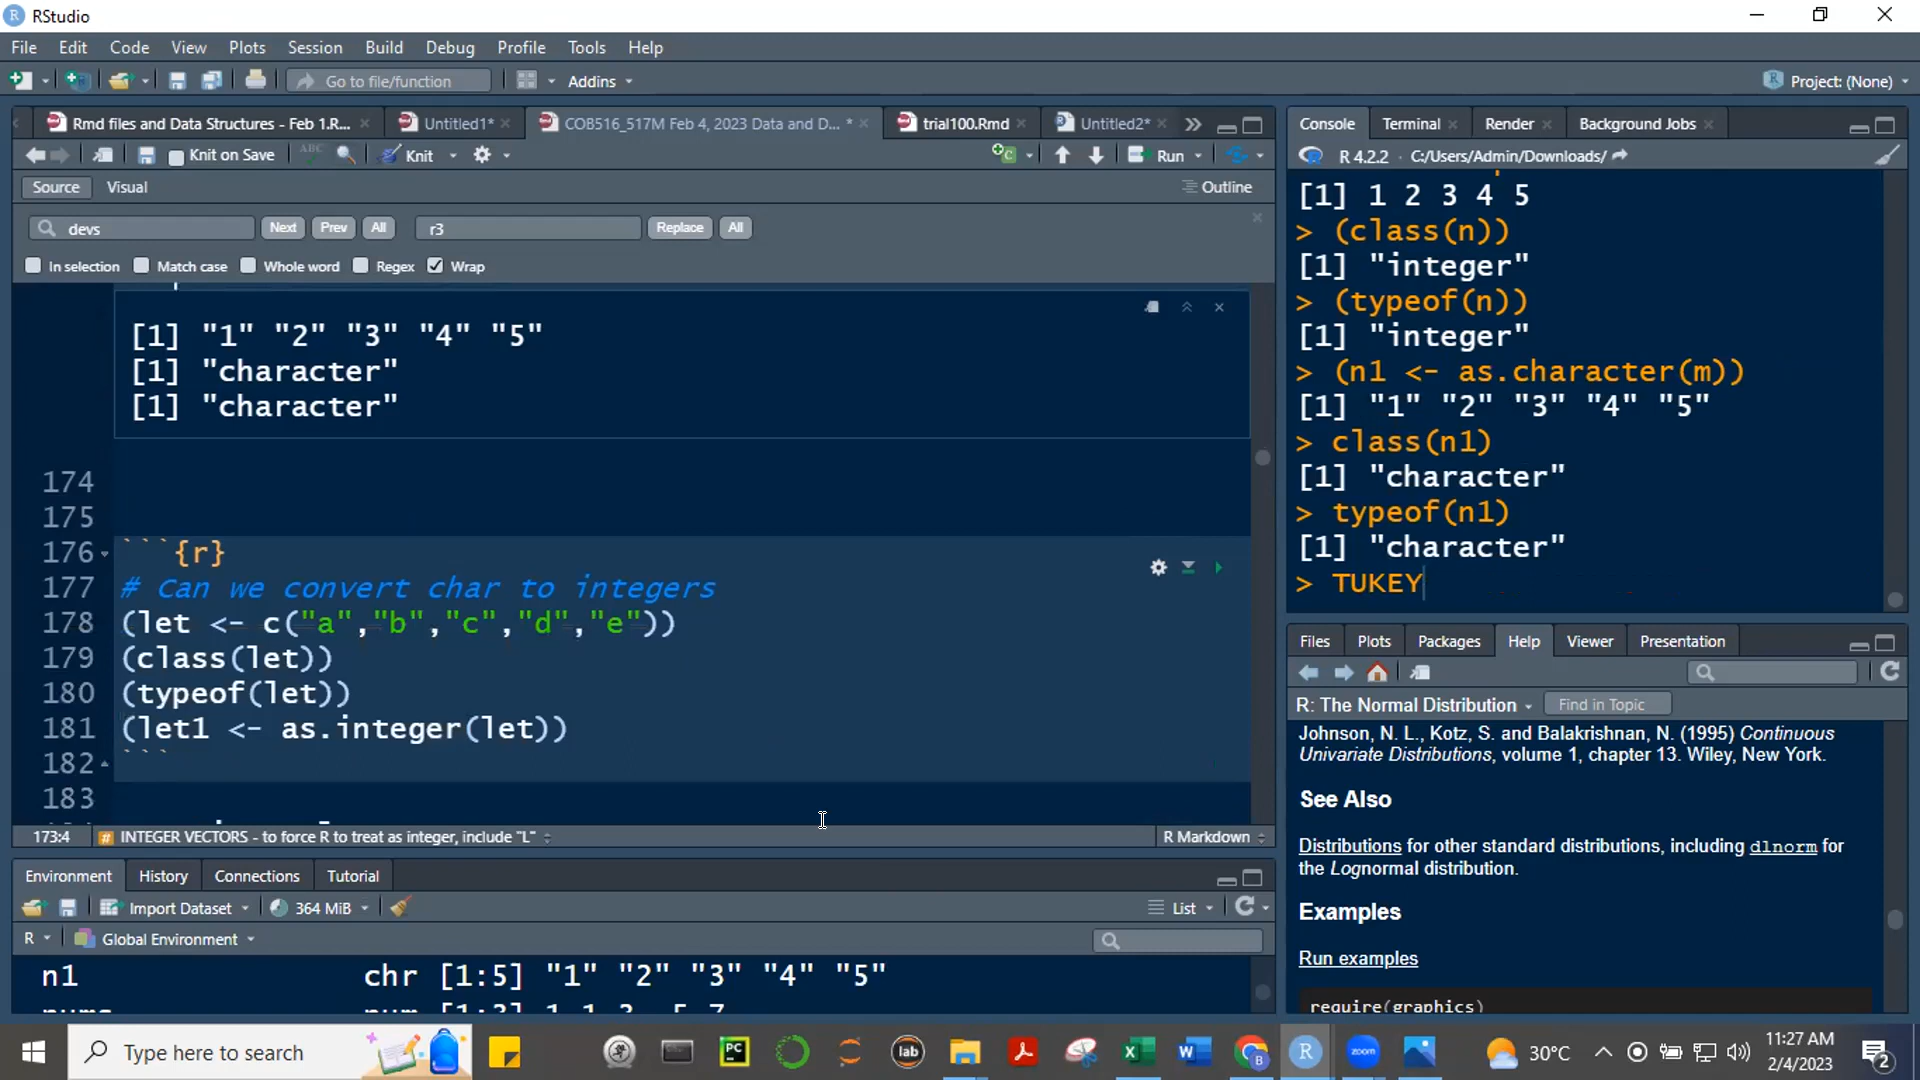 RStudio
File Edit Code View Plots Session Build Debug Profile Tools Help
Go to file/function Addins Project: (None)
Rmd files and Data Structures - Feb 1.R... × Untitled1* × COB516_517M Feb 4, 2023 Data and D... * × trial100.Rmd × Untitled2* ×
Knit on Save ABC Knit Run
Source Visual Outline
devs Next Prev All r3 Replace All
In selection Match case Whole word Regex Wrap
[1] "1" "2" "3" "4" "5"
[1] "character"
[1] "character"
174
175
176 ```{r}
177 # Can we convert char to integers
178 (let <- c("a","b","c","d","e"))
179 (class(let))
180 (typeof(let))
181 (let1 <- as.integer(let))
182 ```
183
173:4 # INTEGER VECTORS - to force R to treat as integer, include "L" R Markdown
Environment History Connections Tutorial
Import Dataset 364 MiB List
R Global Environment
n1 chr [1:5] "1" "2" "3" "4" "5"
Console Terminal × Render × Background Jobs ×
R 4.2.2 · C:/Users/Admin/Downloads/
[1] 1 2 3 4 5
> (class(n))
[1] "integer"
> (typeof(n))
[1] "integer"
> (n1 <- as.character(m))
[1] "1" "2" "3" "4" "5"
> class(n1)
[1] "character"
> typeof(n1)
[1] "character"
> TUKEY
Files Plots Packages Help Viewer Presentation
R: The Normal Distribution Find in Topic
Johnson, N. L., Kotz, S. and Balakrishnan, N. (1995) Continuous
Univariate Distributions, volume 1, chapter 13. Wiley, New York.
See Also
Distributions for other standard distributions, including dlnorm for
the Lognormal distribution.
Examples
Run examples
require(graphics)
Type here to search PC lab 30°C 11:27 AM
2/4/2023 2